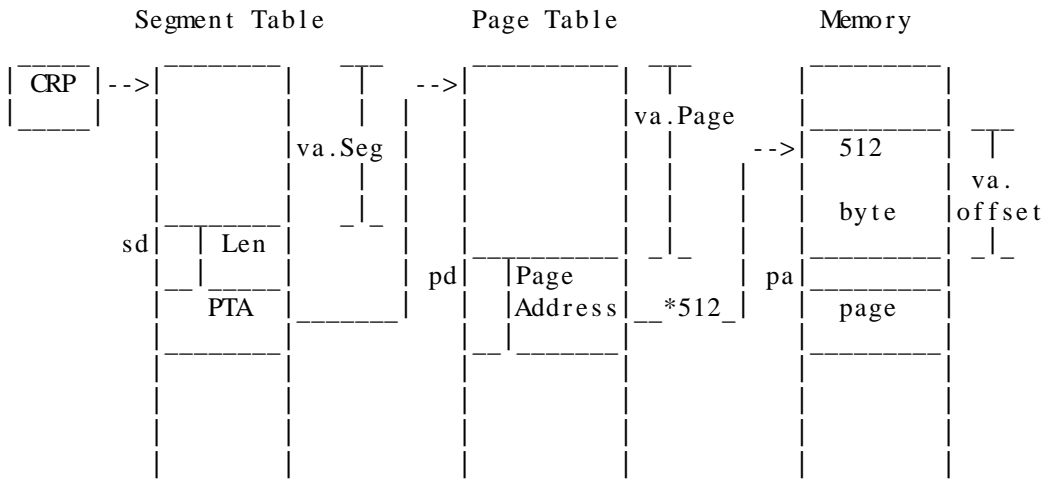 Segment Table Page Table Memory
CRP -->
-->
va.Page
va.Seg --> 512
va.
byte offset
sd Len
pd Page pa
PTA Address *512 page